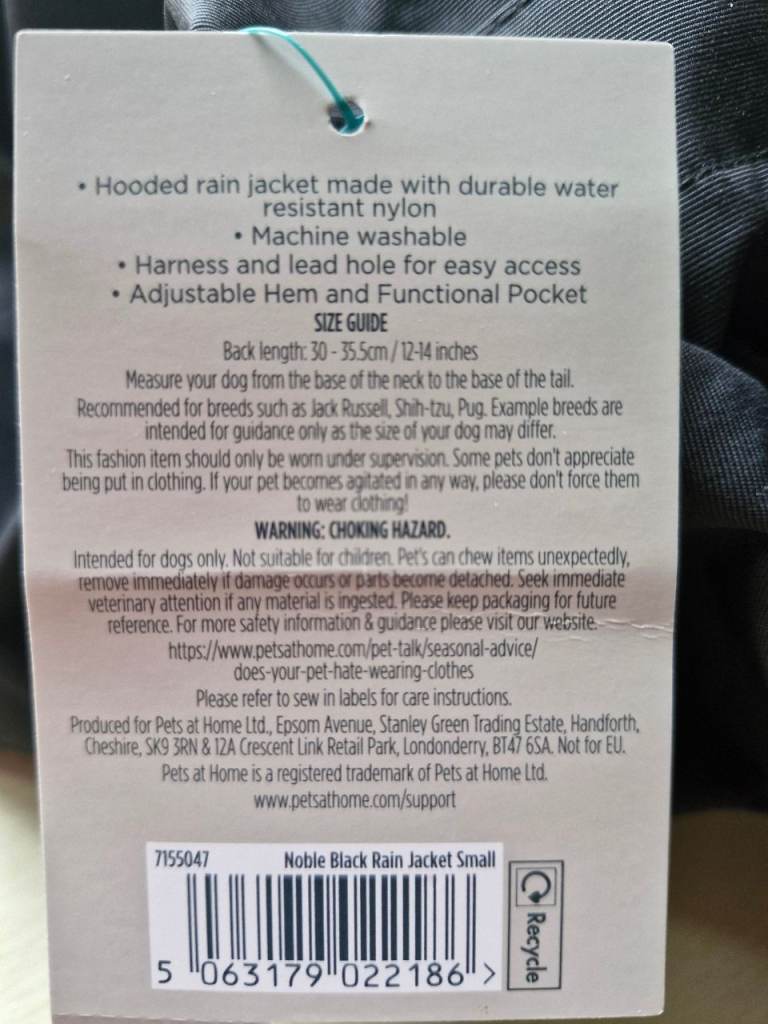 • Hooded rain jacket made with durable water
resistant nylon
• Machine washable
• Harness and lead hole for easy access
• Adjustable Hem and Functional Pocket
SIZE GUIDE
Back length: 30 - 35.5cm / 12-14 inches
Measure your dog from the base of the neck to the base of the tail.
Recommended for breeds such as Jack Russell, Shih-tzu, Pug. Example breeds are
intended for guidance only as the size of your dog may differ.
This fashion item should only be worn under supervision. Some pets don't appreciate
being put in clothing. If your pet becomes agitated in any way, please don't force them
to wear clothing!
WARNING: CHOKING HAZARD.
Intended for dogs only. Not suitable for children. Pet's can chew items unexpectedly,
remove immediately if damage occurs or parts become detached. Seek immediate
veterinary attention if any material is ingested. Please keep packaging for future
reference. For more safety information & guidance please visit our website.
https://www.petsathome.com/pet-talk/seasonal-advice/
does-your-pet-hate-wearing-clothes
Please refer to sew in labels for care instructions.
Produced for Pets at Home Ltd., Epsom Avenue, Stanley Green Trading Estate, Handforth,
Cheshire, SK9 3RN & 12A Crescent Link Retail Park, Londonderry, BT47 6SA. Not for EU.
Pets at Home is a registered trademark of Pets at Home Ltd.
www.petsathome.com/support
7155047 Noble Black Rain Jacket Small
5 063179 022186 >
Recycle